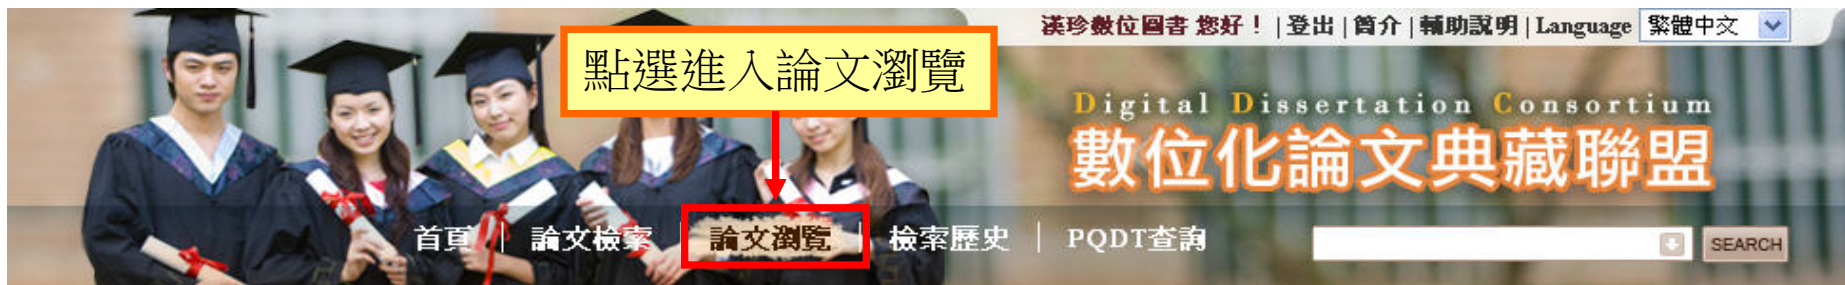 漢珍數位圖書 您好！ | 登出 | 簡介 | 輔助說明 | Language 繁體中文
點選進入論文瀏覽
Digital Dissertation Consortium
數位化論文典藏聯盟
首頁 | 論文檢索 | 論文瀏覽 | 檢索歷史 | PQDT查詢 SEARCH